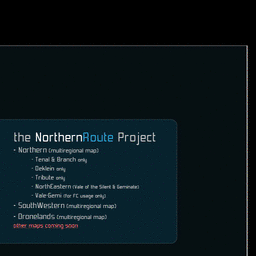 the NorthernRoute Project
• Northern (multiregional map)
• Tenal & Branch only
• Deklein only
• Tribute only
• NorthEastern (Vale of the Silent & Geminate)
• Vale-Gemi (for FC usage only)
• SouthWestern (multiregional map)
• Dronelands (multiregional map)
other maps coming soon